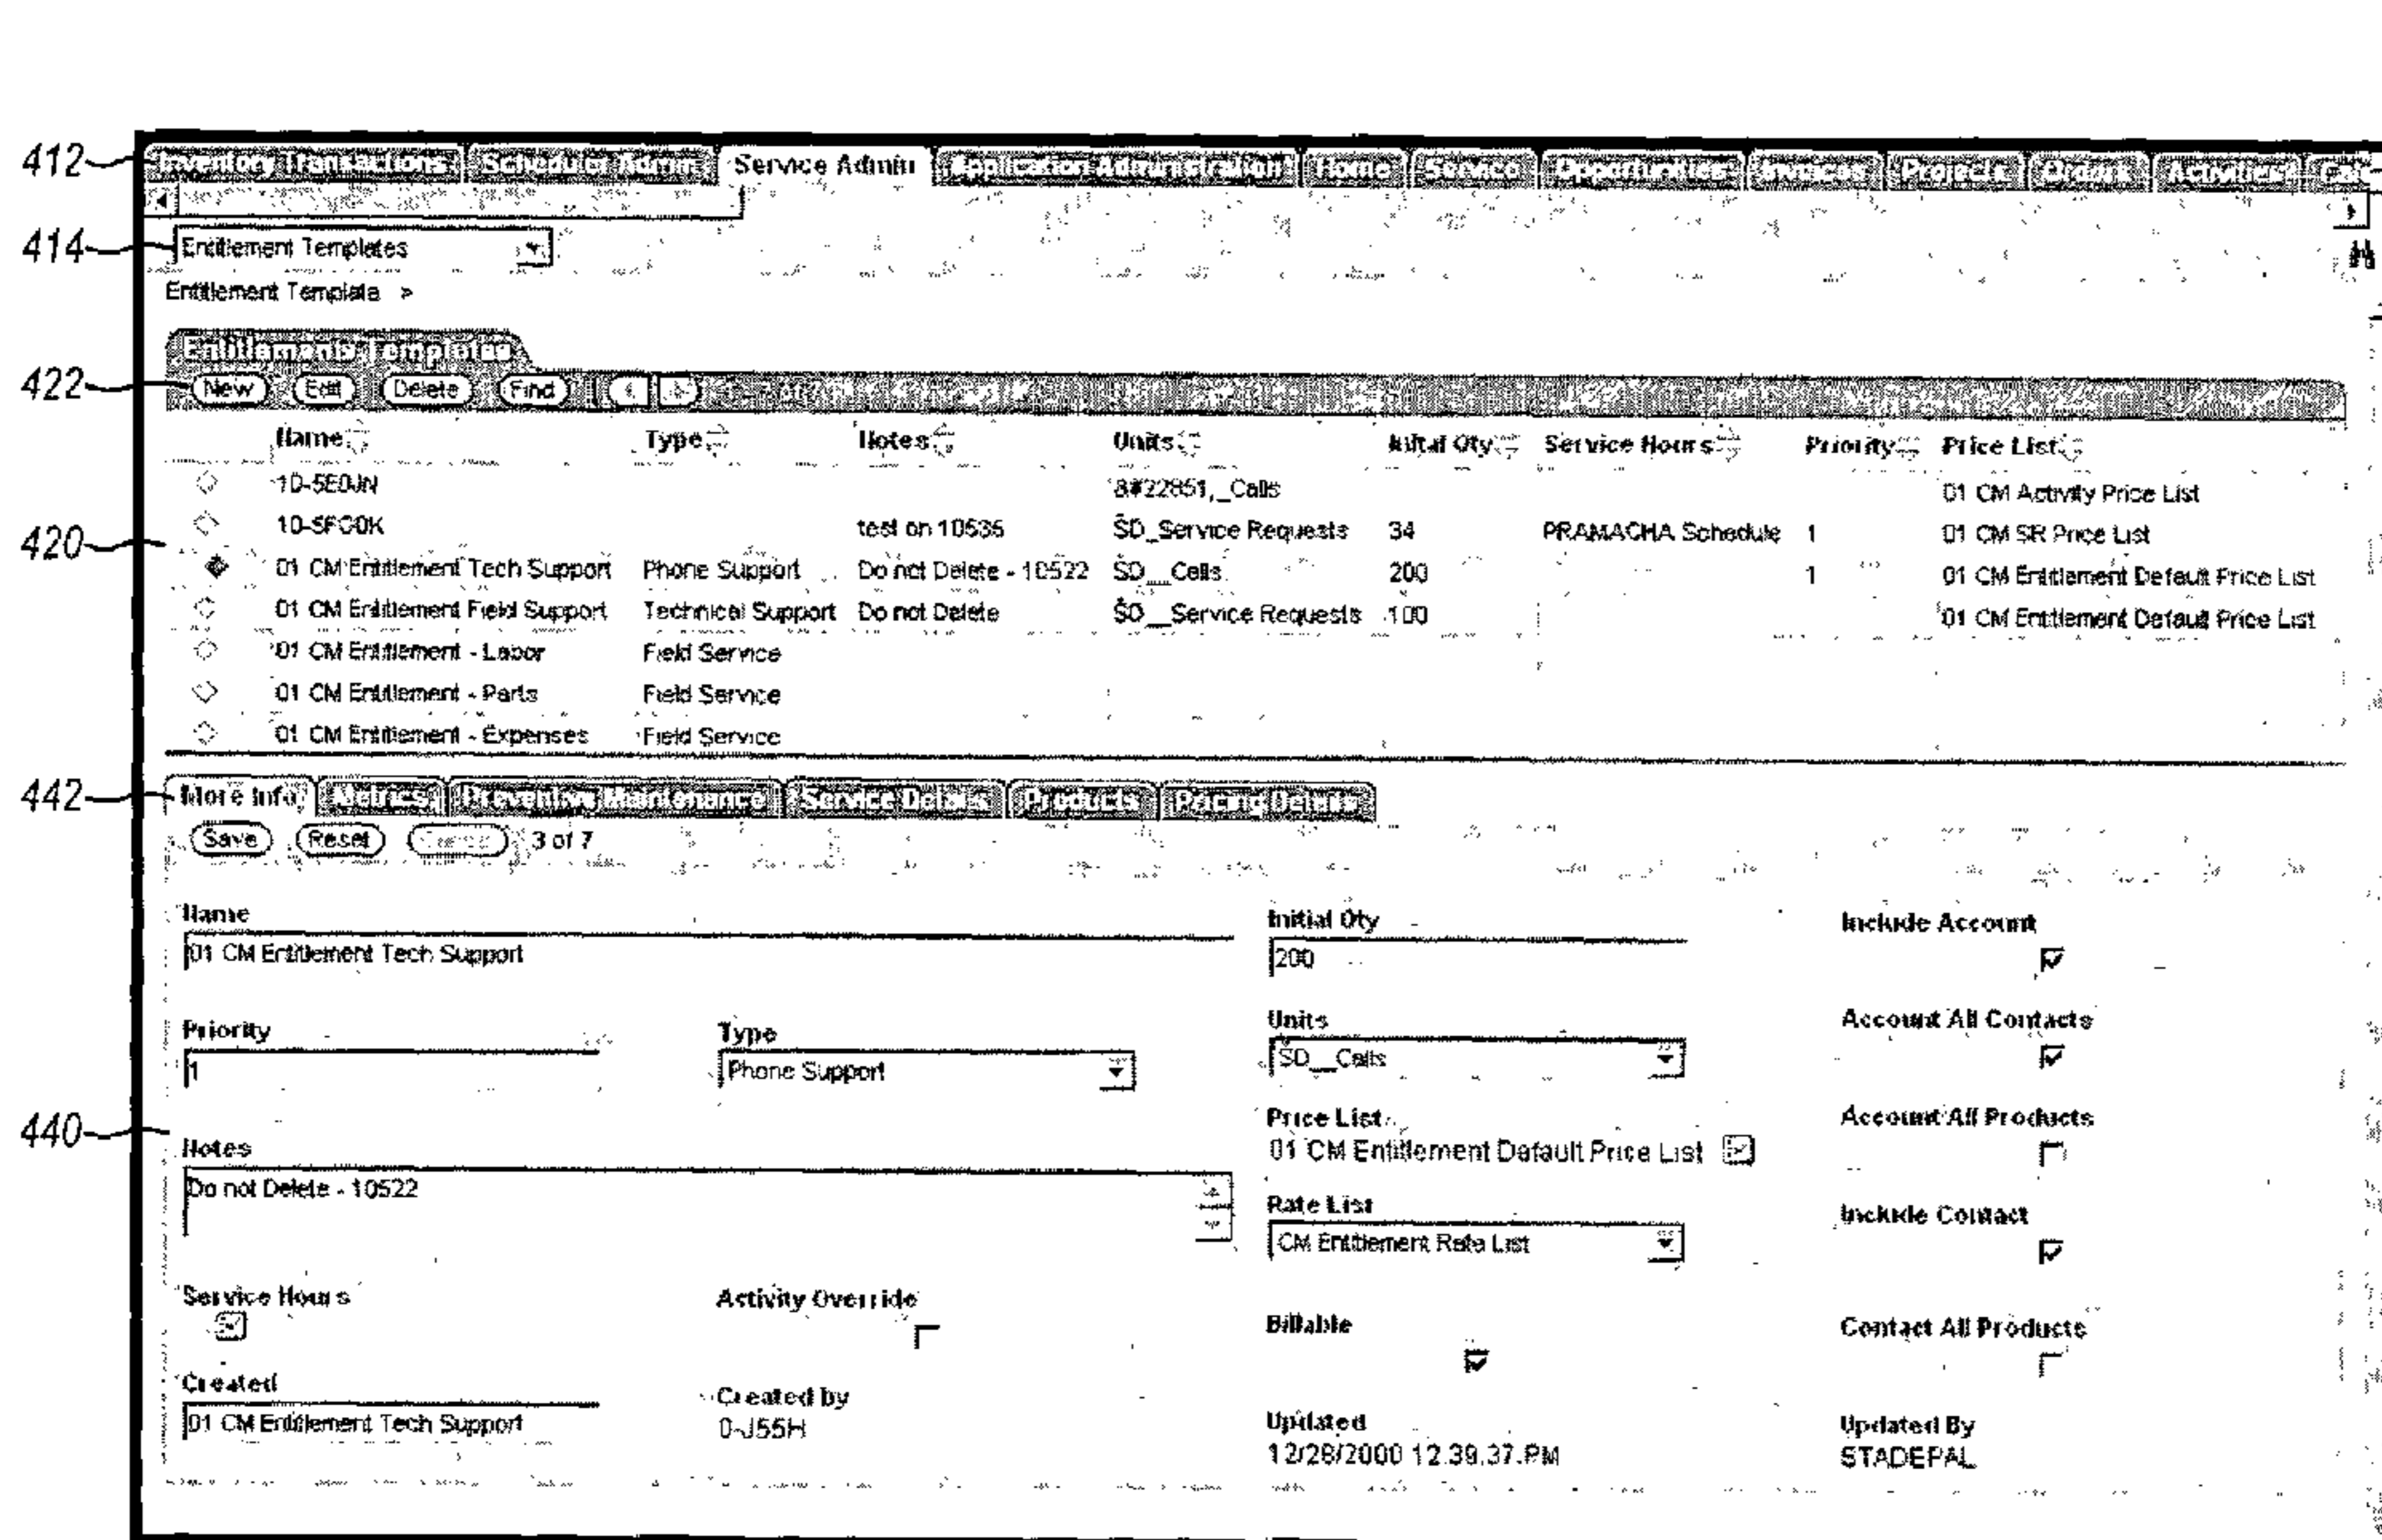 412 Inventory Transactions Scheduler Admin Service Admin Application Administration Home Service Opportunities Invoices Projects Orders Activities
414 Entitlement Templates
Entitlement Template >
Entitlements Templates
422 New Edit Delete Find
Name Type Notes Units Initial Qty Service Hours Priority Price List
8#22851,_Calls 01 CM Activity Price List
test on 10535 SD_Service Requests 34 PRAMACHA Schedule 1 01 CM SR Price List
420
01 CM Entitlement Tech Support Phone Support Do not Delete - 10522 SD__Calls 200 1 01 CM Entitlement Default Price List
01 CM Entitlement Field Support Technical Support Do not Delete SD__Service Requests 100 01 CM Entitlement Default Price List
01 CM Entitlement - Labor Field Service
01 CM Entitlement - Parts Field Service
01 CM Entitlement - Expenses Field Service
442 More Info Metrics Preventive Maintenance Service Details Products Pricing Details
Save Reset 3 of 7
Name Initial Qty Include Account
01 CM Entitlement Tech Support 200
Priority Type Units Account All Contacts
1 Phone Support SD__Calls
440
Notes Price List Account All Products
Do not Delete - 10522 01 CM Entitlement Default Price List
Rate List Include Contact
CM Entitlement Rate List
Service Hours Activity Override Billable Contact All Products
Created Created by Updated Updated By
01 CM Entitlement Tech Support 0-J55H 12/28/2000 12.39.37.PM STADEPAL